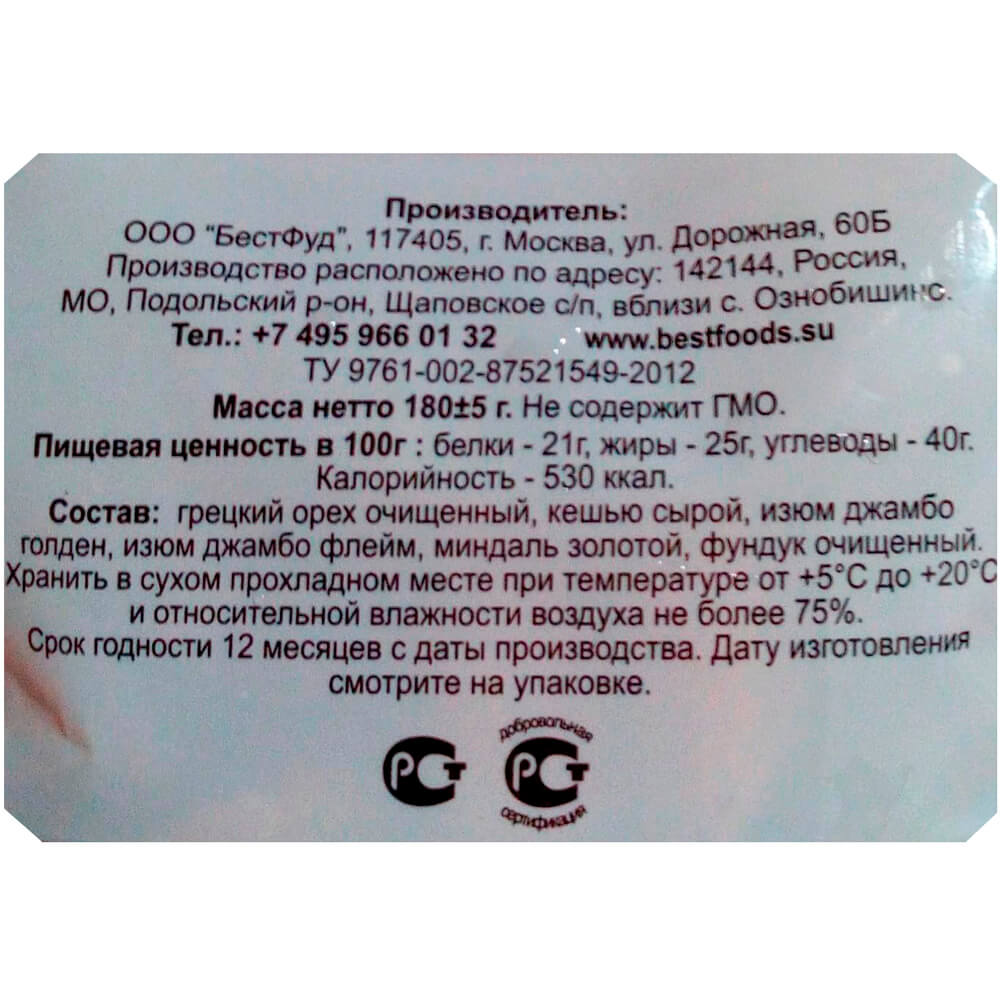 Производитель:
ООО "БестФуд", 117405, г. Москва, ул. Дорожная, 60Б
Производство расположено по адресу: 142144, Россия,
МО, Подольский р-он, Щаповское с/п, вблизи с. Ознобишино.
Тел.: +7 495 966 01 32 www.bestfoods.su
ТУ 9761-002-87521549-2012
Масса нетто 180±5 г. Не содержит ГМО.
Пищевая ценность в 100г : белки - 21г, жиры - 25г, углеводы - 40г.
Калорийность - 530 ккал.
Состав: грецкий орех очищенный, кешью сырой, изюм джамбо
голден, изюм джамбо флейм, миндаль золотой, фундук очищенный.
Хранить в сухом прохладном месте при температуре от +5°С до +20°С
и относительной влажности воздуха не более 75%.
Срок годности 12 месяцев с даты производства. Дату изготовления
смотрите на упаковке.
добровольная
РСТ РСТ
сертификация